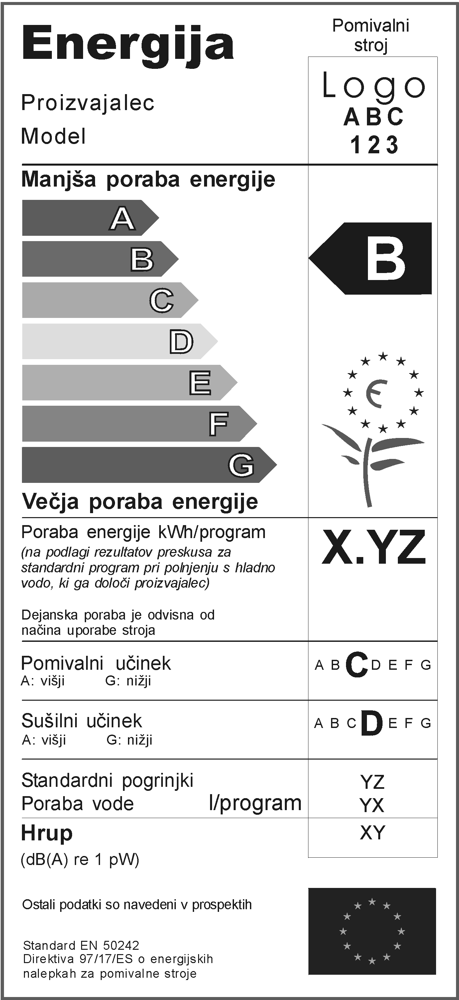 Energija
Pomivalni
stroj
Proizvajalec
Model
Logo
ABC
123
Manjša poraba energije
A
B
C
D
E
F
G
B
Večja poraba energije
Poraba energije kWh/program
(na podlagi rezultatov preskusa za
standardni program pri polnjenju s hladno
vodo, ki ga določi proizvajalec)
X.YZ
Dejanska poraba je odvisna od
načina uporabe stroja
Pomivalni učinek
A: višji G: nižji
A B C D E F G
Sušilni učinek
A: višji G: nižji
A B C D E F G
Standardni pogrinjki YZ
Poraba vode l/program YX
Hrup XY
(dB(A) re 1 pW)
Ostali podatki so navedeni v prospektih
Standard EN 50242
Direktiva 97/17/ES o energijskih
nalepkah za pomivalne stroje